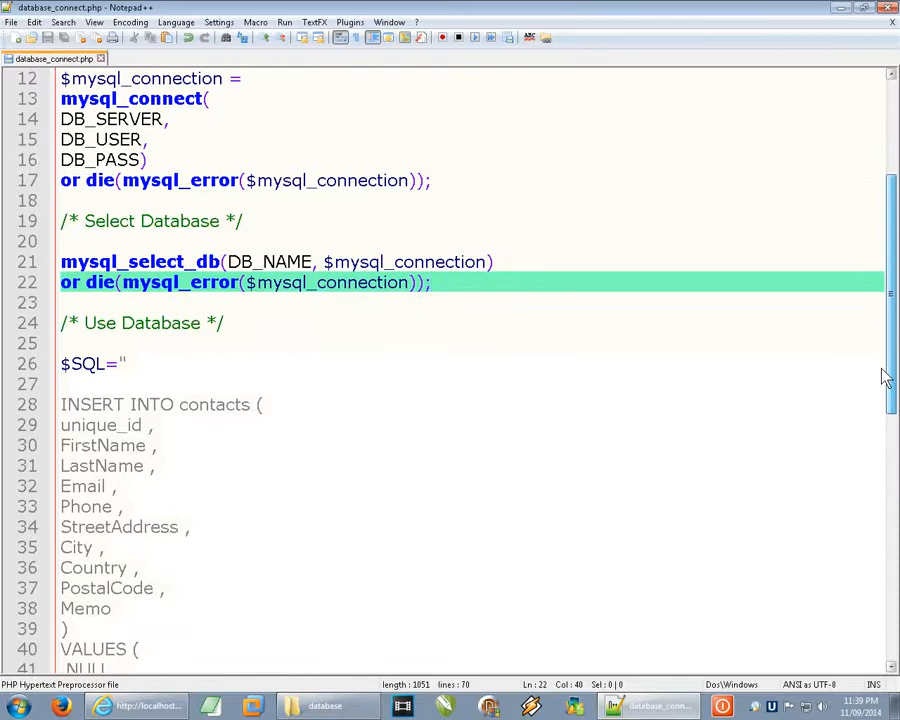 database_connect.php - Notepad++
File Edit Search View Encoding Language Settings Macro Run TextFX Plugins Window ?
X
database_connect.php
12 $mysql_connection =
13 mysql_connect(
14 DB_SERVER,
15 DB_USER,
16 DB_PASS)
17 or die(mysql_error($mysql_connection));
18
19 /* Select Database */
20
21 mysql_select_db(DB_NAME, $mysql_connection)
22 or die(mysql_error($mysql_connection));
23
24 /* Use Database */
25
26 $SQL="
27
28 INSERT INTO contacts (
29 unique_id ,
30 FirstName ,
31 LastName ,
32 Email ,
33 Phone ,
34 StreetAddress ,
35 City ,
36 Country ,
37 PostalCode ,
38 Memo
39 )
40 VALUES (
41 NULL
PHP Hypertext Preprocessor file length : 1051 lines : 70 Ln : 22 Col : 40 Sel : 0 | 0 Dos\Windows ANSI as UTF-8 INS
http://localhost... database database_conn... 11:39 PM
11/09/2014